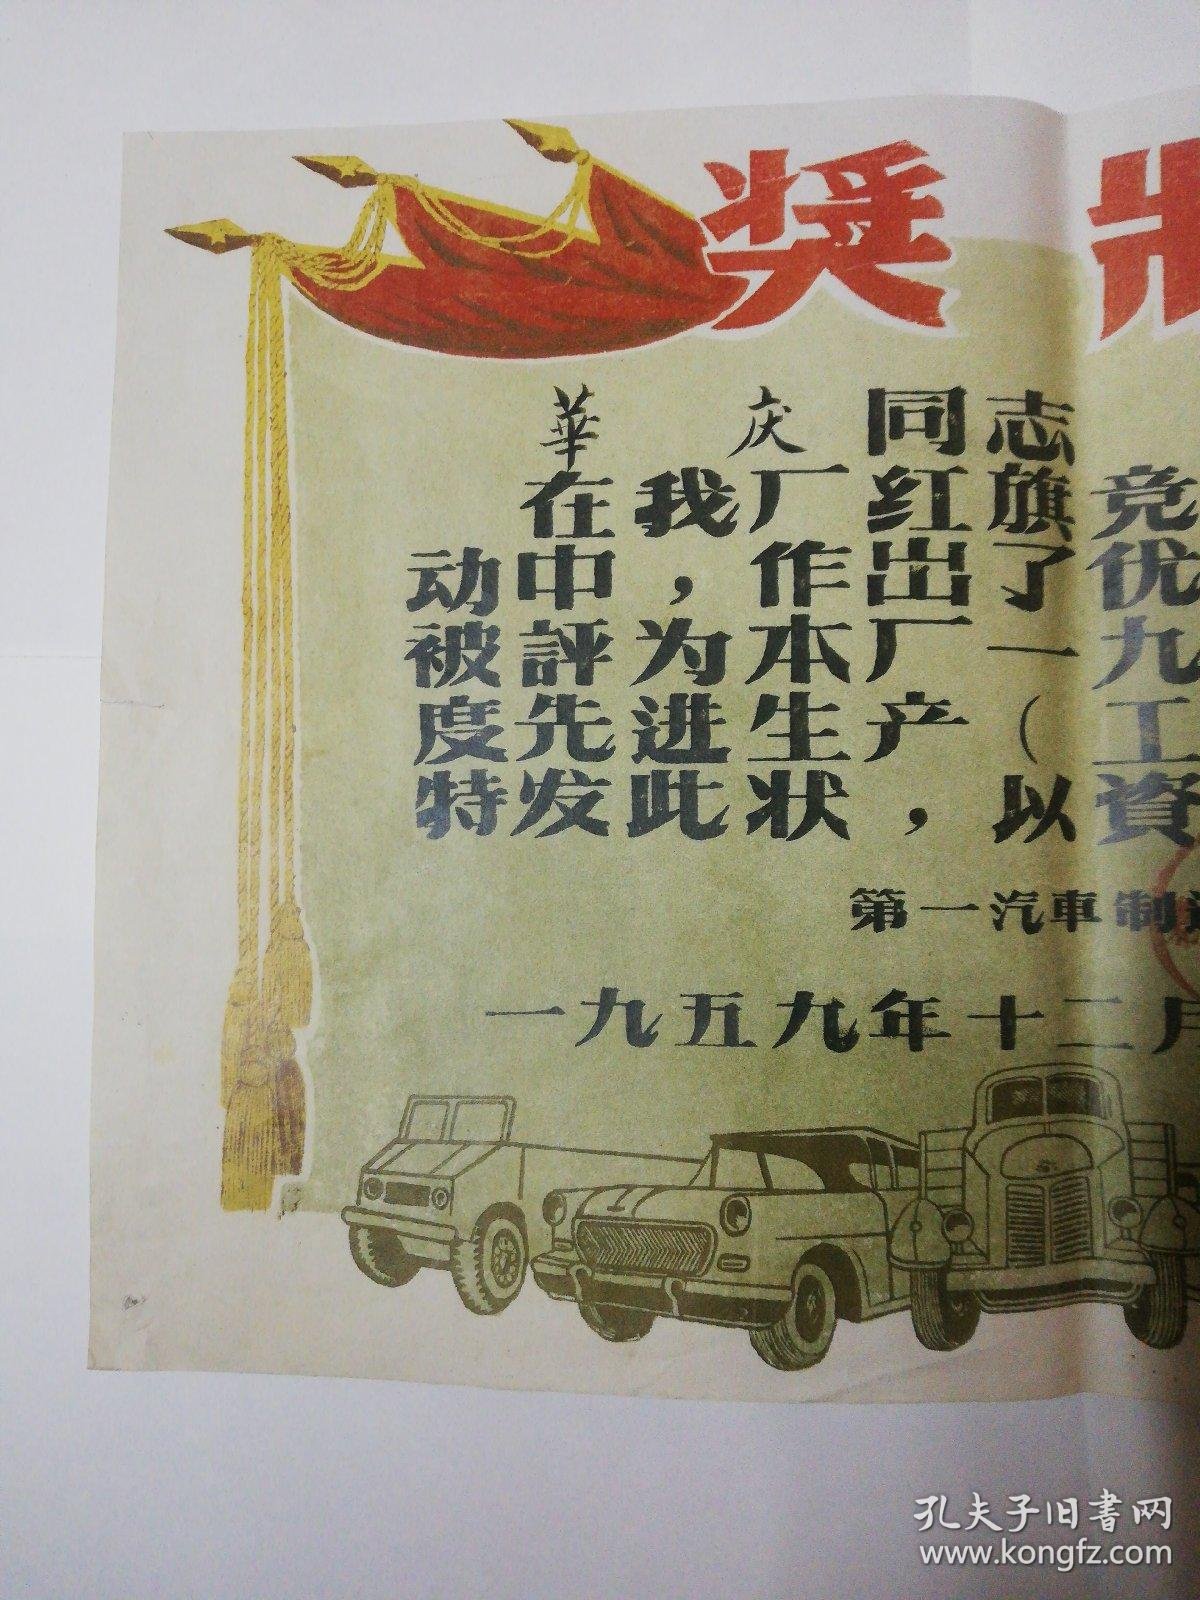 奖状
華 庆 同志
在我厂红旗竞
动中，作出了优
被評为本厂一九
度先进生产（工
特发此状，以資
第一汽車制造
一九五九年十二月
孔夫子旧書网
www.kongfz.com